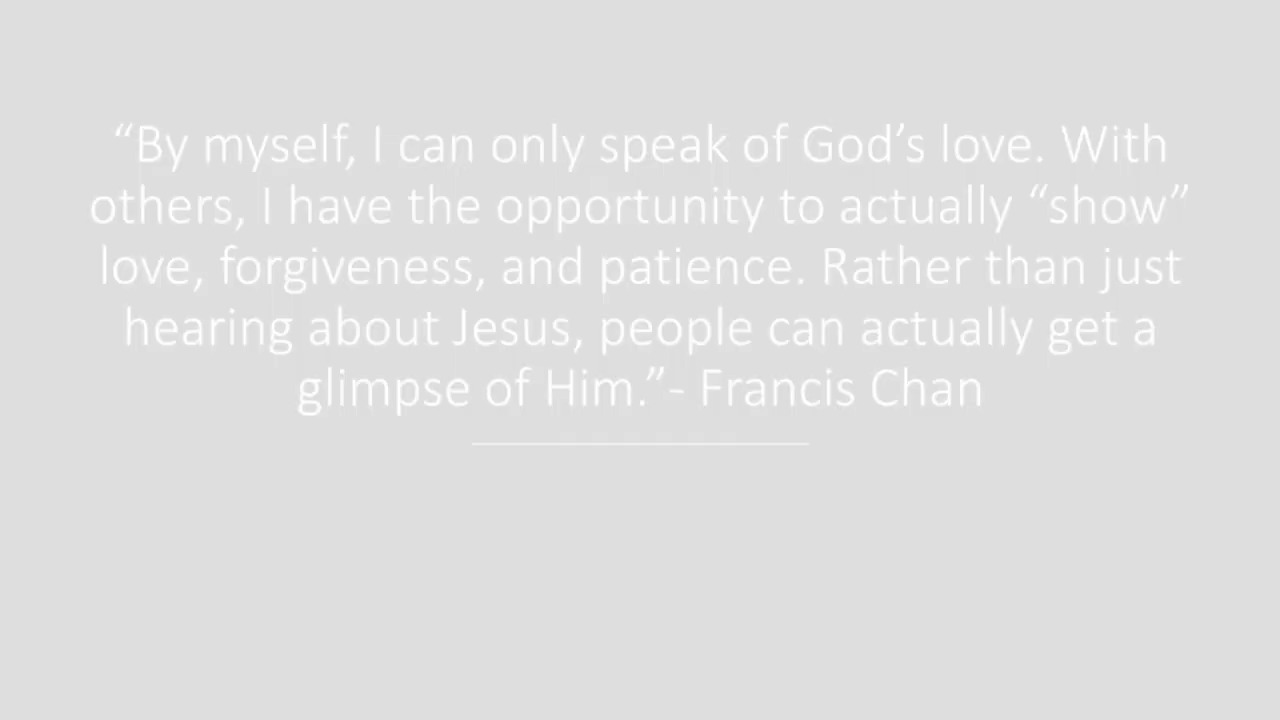 “By myself, I can only speak of God’s love. With
others, I have the opportunity to actually “show”
love, forgiveness, and patience. Rather than just
hearing about Jesus, people can actually get a
glimpse of Him.”- Francis Chan